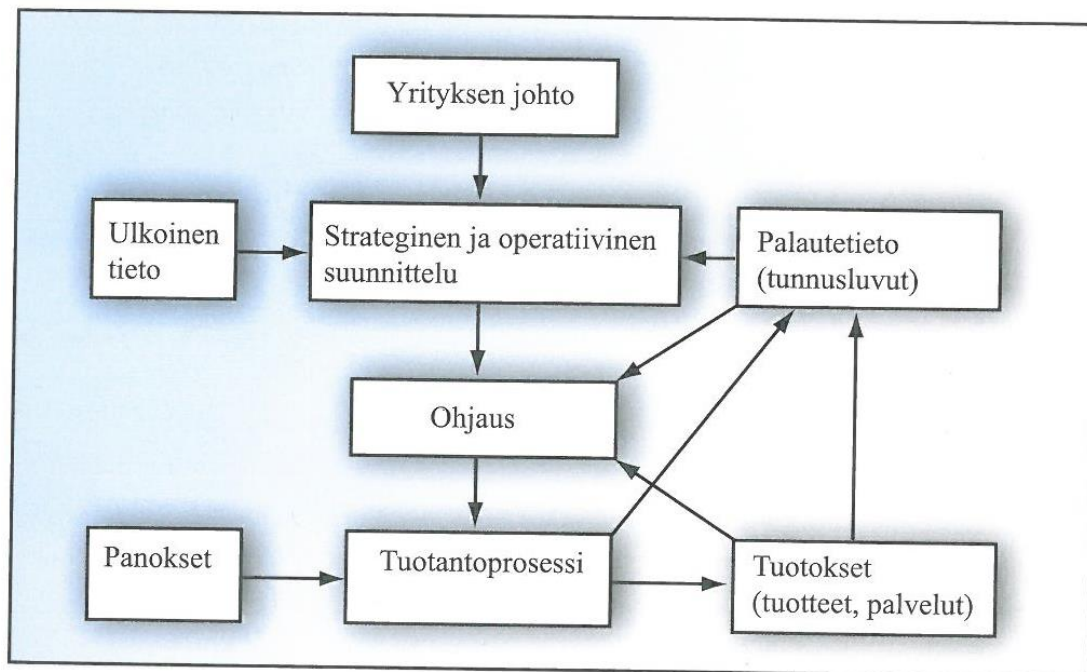 Yrityksen johto
Ulkoinen
tieto
Strateginen ja operatiivinen
suunnittelu
Palautetieto
(tunnusluvut)
Ohjaus
Panokset
Tuotantoprosessi
Tuotokset
(tuotteet, palvelut)